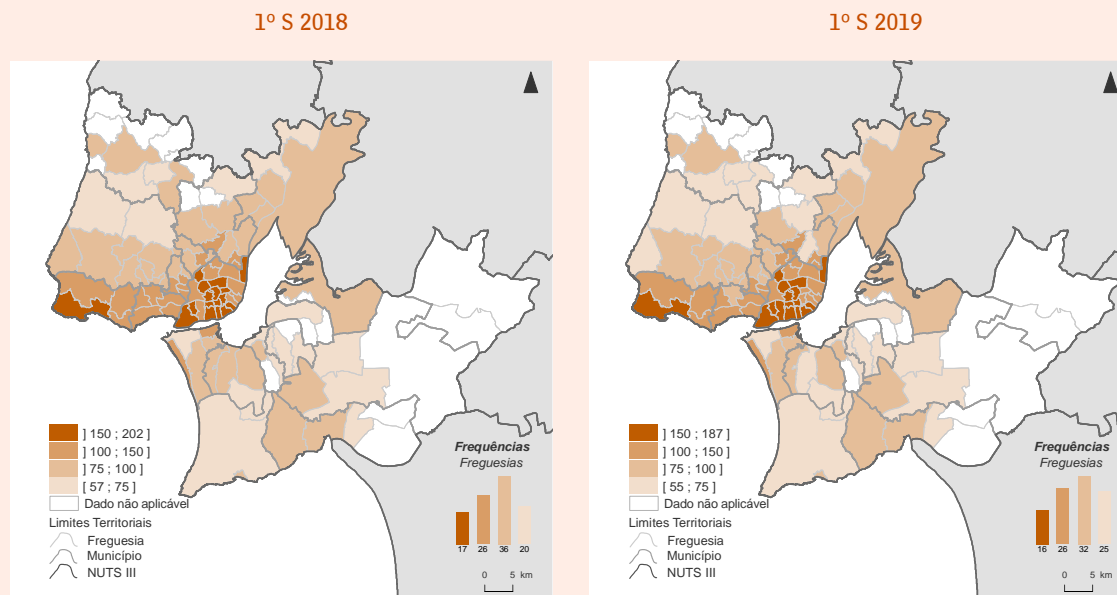 1º S 2018
] 150 ; 202 ]
] 100 ; 150 ]
] 75 ; 100 ]
[ 57 ; 75 ]
Dado não aplicável
Limites Territoriais
Freguesia
Município
NUTS III
Frequências
Freguesias
17 26 36 20
0 5 km
1º S 2019
] 150 ; 187 ]
] 100 ; 150 ]
] 75 ; 100 ]
[ 55 ; 75 ]
Dado não aplicável
Limites Territoriais
Freguesia
Município
NUTS III
Frequências
Freguesias
16 26 32 25
0 5 km